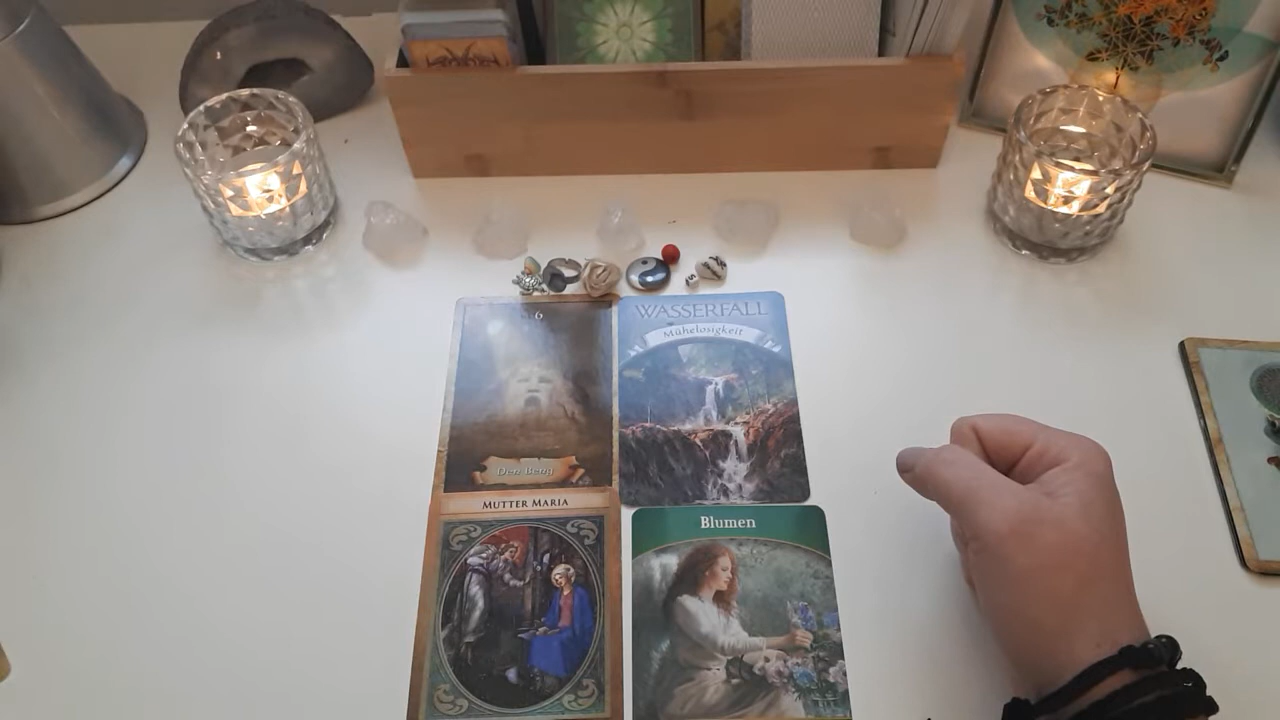 6
WASSERFALL
Mühelosigkeit
Der Berg
MUTTER MARIA
Blumen
S